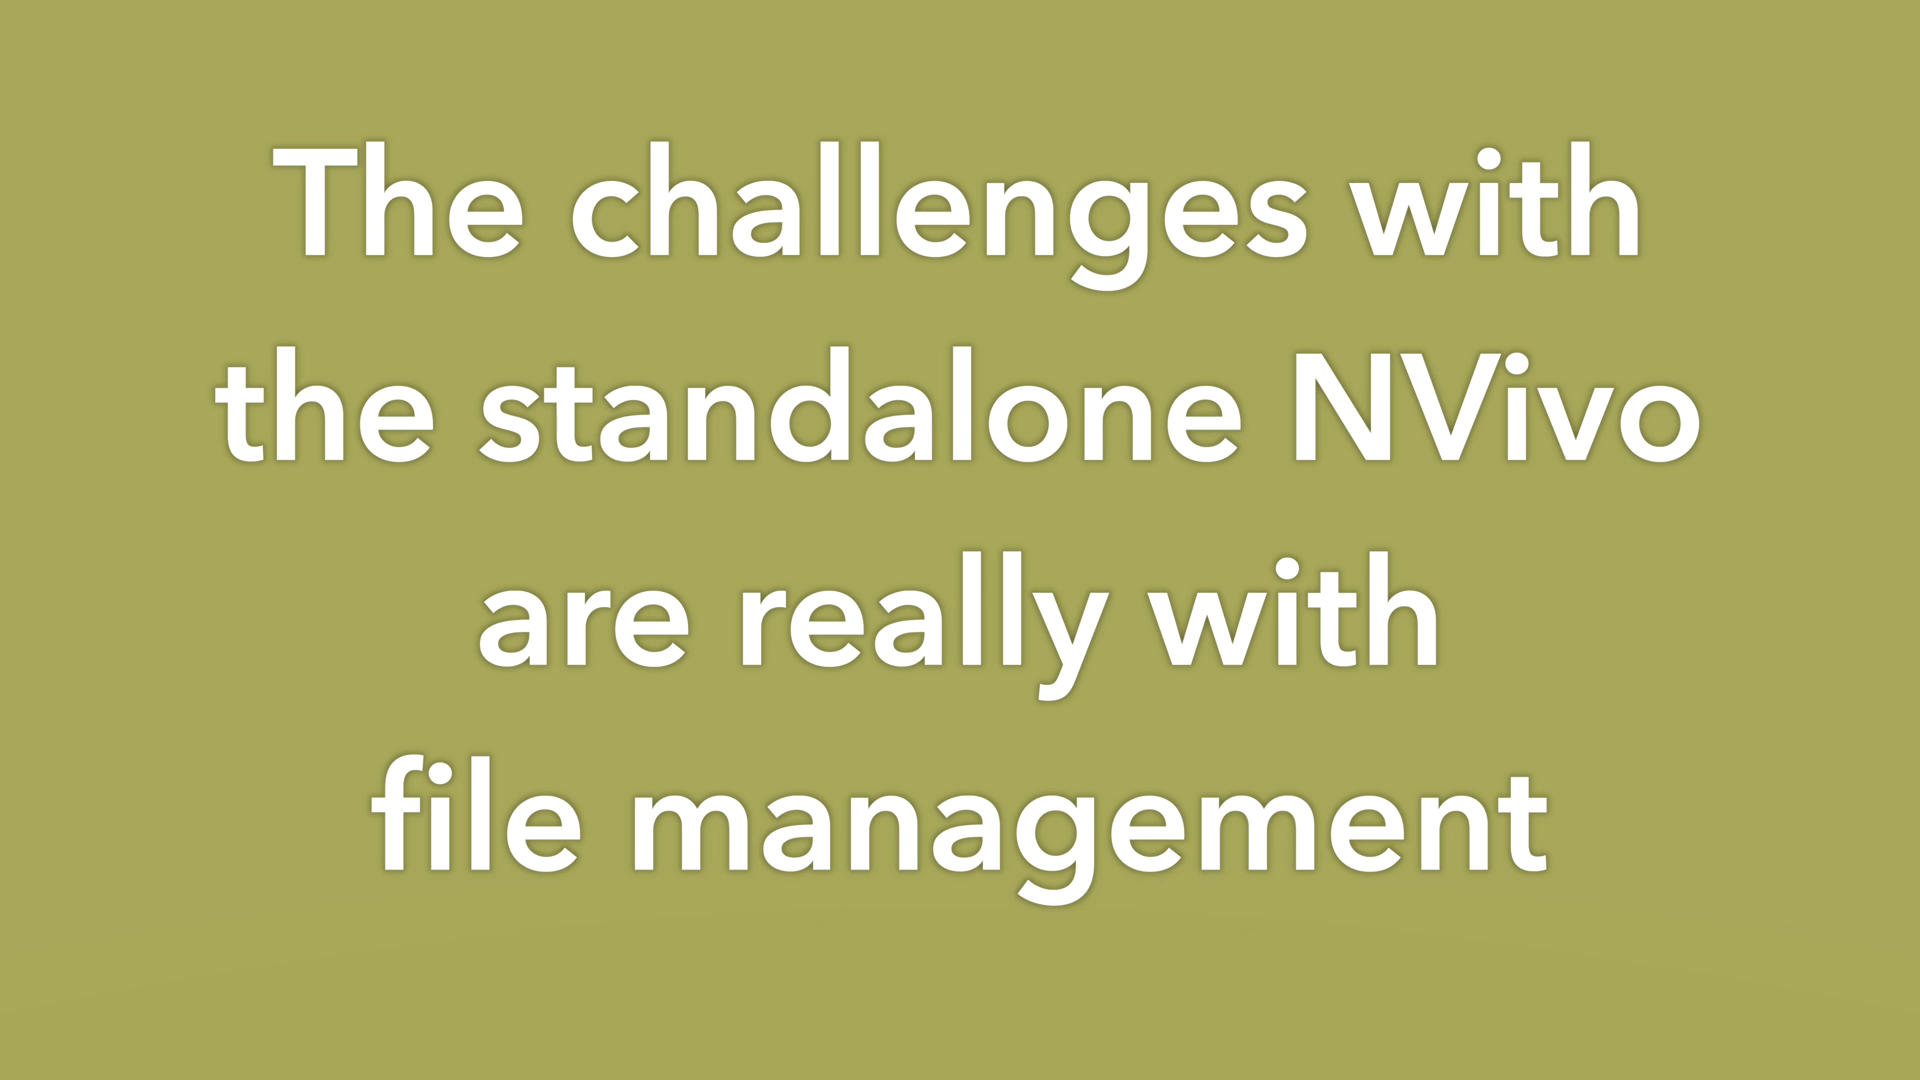 The challenges with
the standalone NVivo
are really with
file management